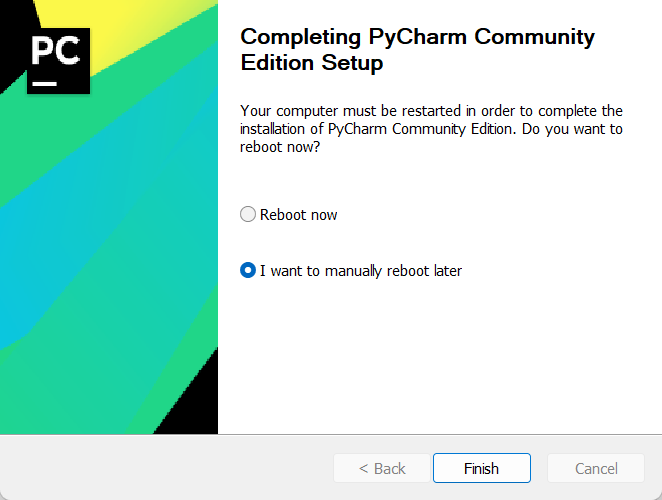 PC
Completing PyCharm Community
Edition Setup
Your computer must be restarted in order to complete the
installation of PyCharm Community Edition. Do you want to
reboot now?
Reboot now
I want to manually reboot later
< Back
Finish
Cancel